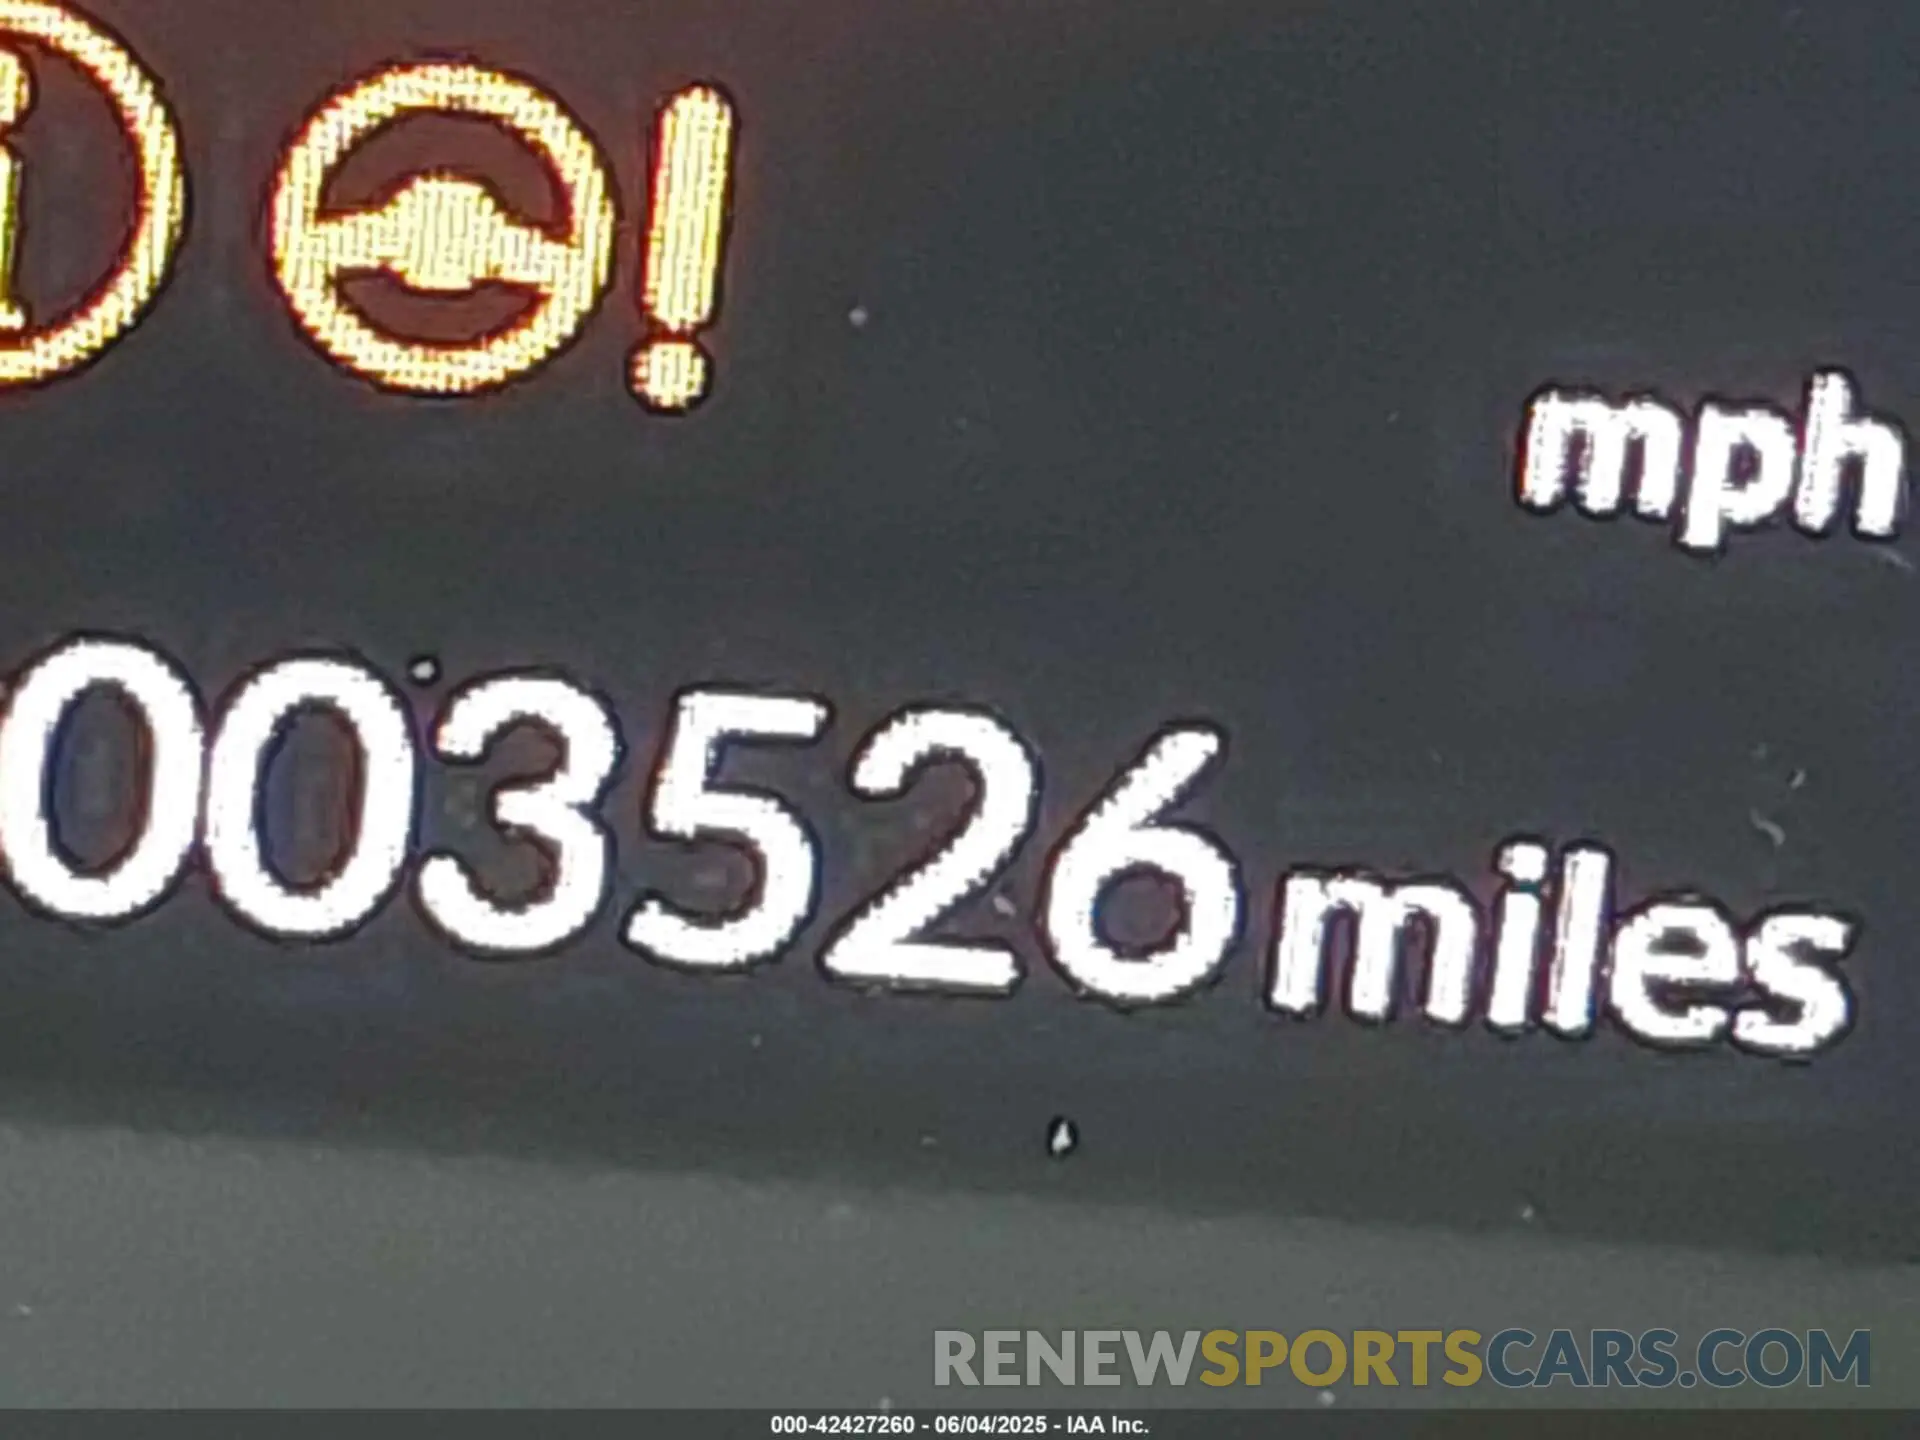 i !
mph
003526 miles
RENEWSPORTSCARS.COM
000-42427260 - 06/04/2025 - IAA Inc.